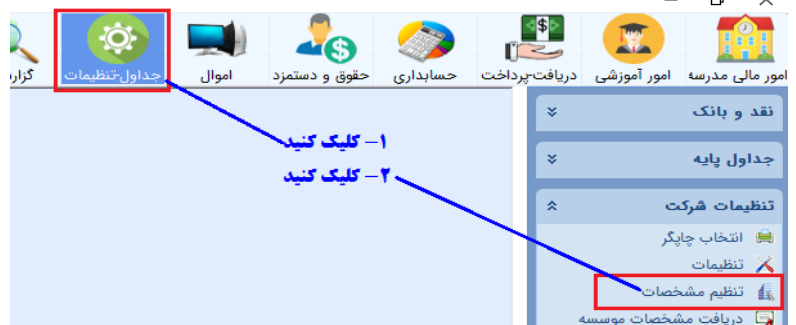 امور مالی مدرسه
امور آموزشی
دریافت-پرداخت
حسابداری
حقوق و دستمزد
اموال
جداول-تنظیمات
نقد و بانک
۱- کلیک کنید
جداول پایه
۲- کلیک کنید
تنظیمات شرکت
انتخاب چاپگر
تنظیمات
تنظیم مشخصات
دریافت مشخصات موسسه